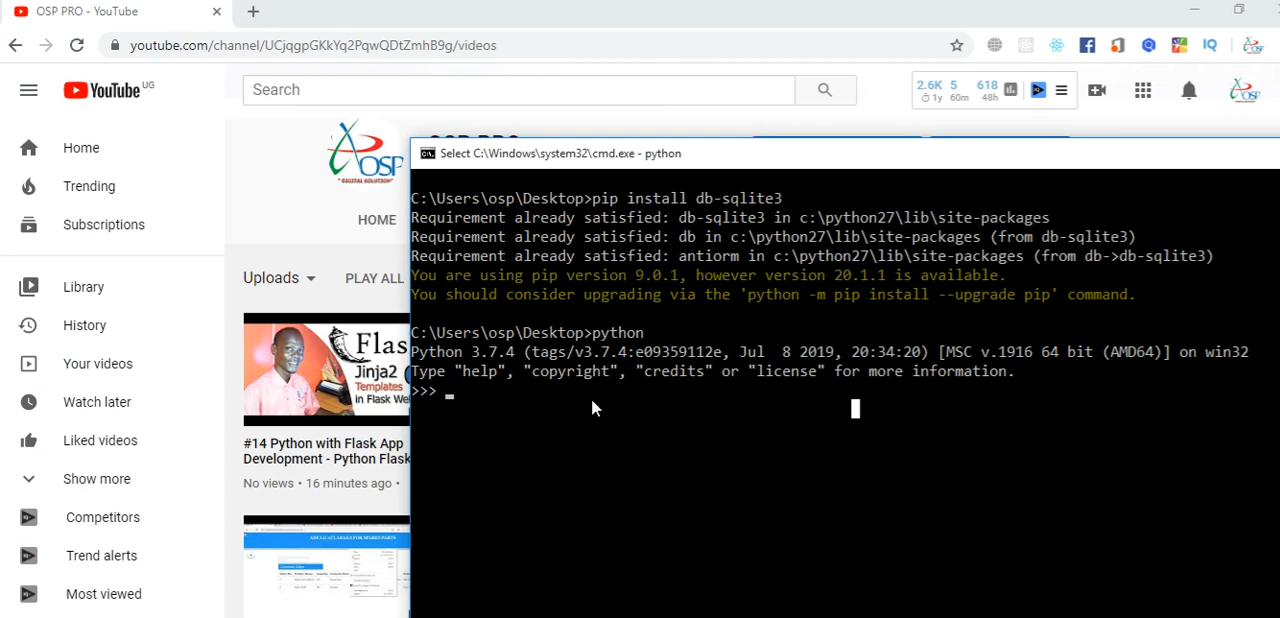 OSP PRO - YouTube
youtube.com/channel/UCjqgpGKkYq2PqwQDtZmhB9g/videos
IQ
YouTube UG
Search
2.6K 5 618
1y 60m 48h
Home
Trending
Subscriptions
Library
History
Your videos
Watch later
Liked videos
Show more
Competitors
Trend alerts
Most viewed
OSP
"DIGITAL SOLUTION"
OSP PRO
HOME
Uploads
PLAY ALL
Flas
Jinja2
Templates
in Flask We
#14 Python with Flask App
Development - Python Flask
No views • 16 minutes ago •
Select C:\Windows\system32\cmd.exe - python
C:\Users\osp\Desktop>pip install db-sqlite3
Requirement already satisfied: db-sqlite3 in c:\python27\lib\site-packages
Requirement already satisfied: db in c:\python27\lib\site-packages (from db-sqlite3)
Requirement already satisfied: antiorm in c:\python27\lib\site-packages (from db->db-sqlite3)
You are using pip version 9.0.1, however version 20.1.1 is available.
You should consider upgrading via the 'python -m pip install --upgrade pip' command.
C:\Users\osp\Desktop>python
Python 3.7.4 (tags/v3.7.4:e09359112e, Jul  8 2019, 20:34:20) [MSC v.1916 64 bit (AMD64)] on win32
Type "help", "copyright", "credits" or "license" for more information.
>>>